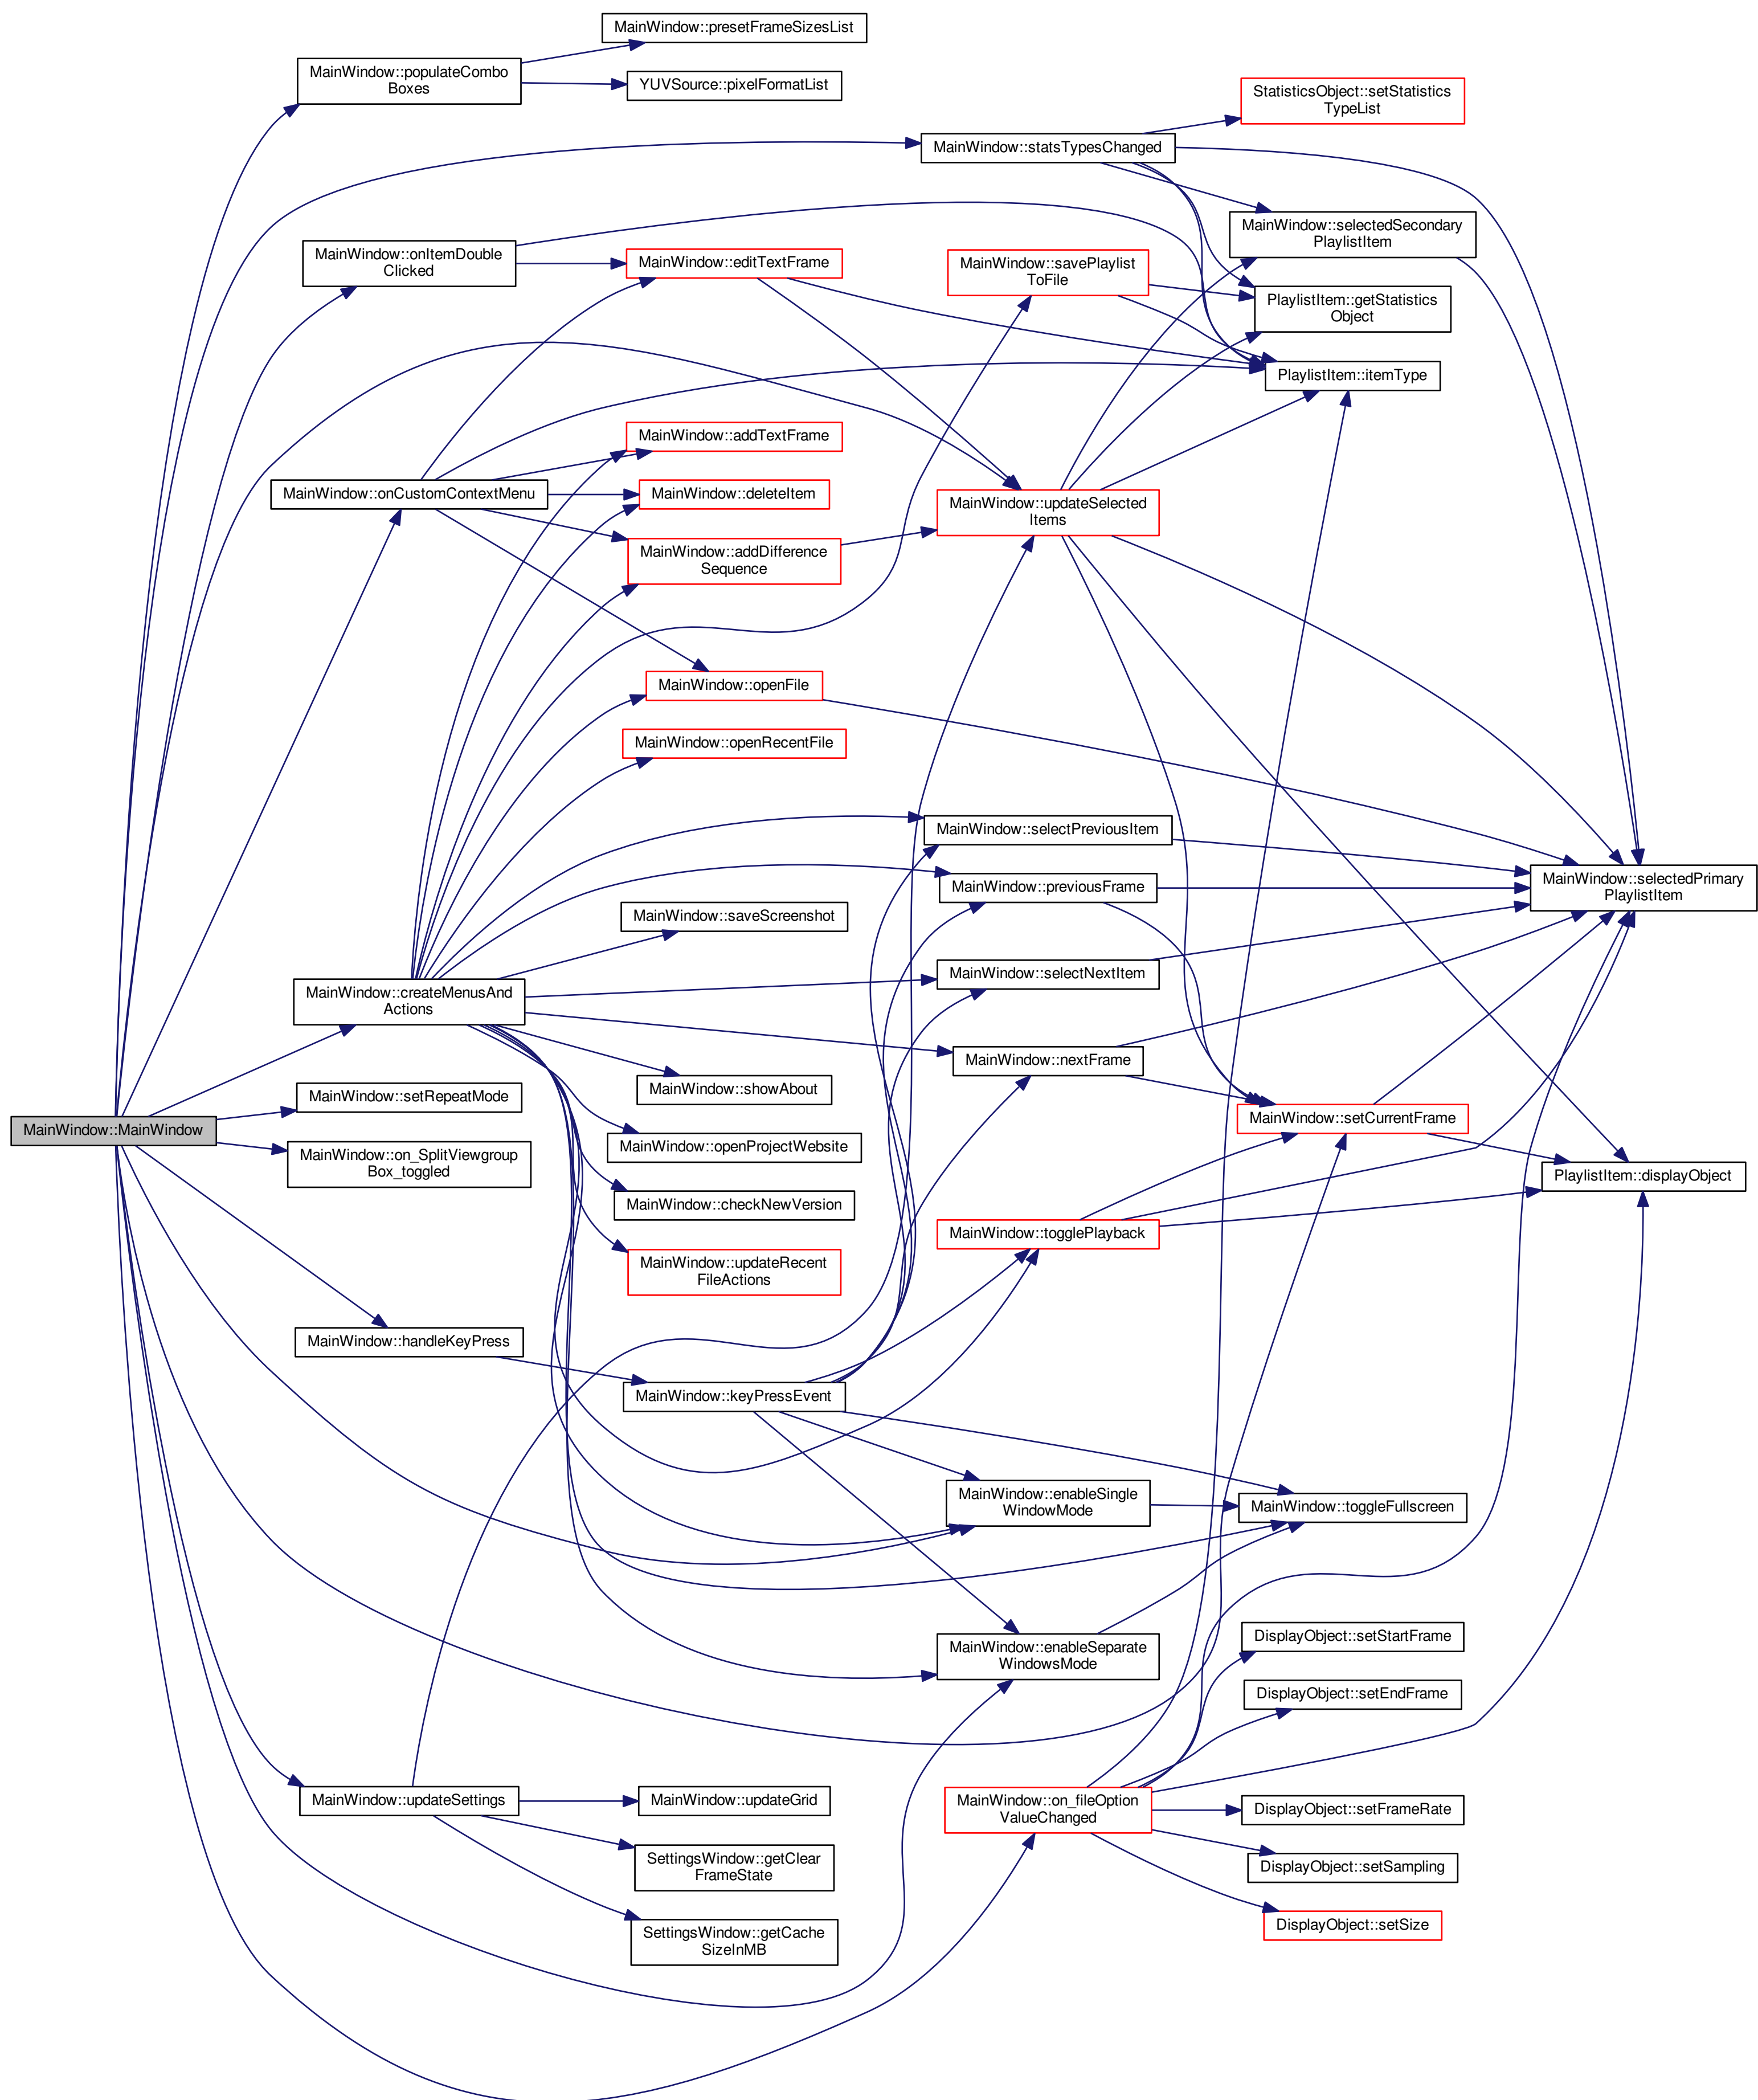 MainWindow::presetFrameSizesList
MainWindow::populateCombo
Boxes
YUVSource::pixelFormatList
StatisticsObject::setStatistics
TypeList
MainWindow::statsTypesChanged
MainWindow::selectedSecondary
PlaylistItem
MainWindow::onItemDouble
Clicked
MainWindow::editTextFrame
MainWindow::savePlaylist
ToFile
PlaylistItem::getStatistics
Object
PlaylistItem::itemType
MainWindow::addTextFrame
MainWindow::onCustomContextMenu
MainWindow::deleteItem
MainWindow::updateSelected
Items
MainWindow::addDifference
Sequence
MainWindow::openFile
MainWindow::openRecentFile
MainWindow::selectPreviousItem
MainWindow::previousFrame
MainWindow::selectedPrimary
PlaylistItem
MainWindow::saveScreenshot
MainWindow::selectNextItem
MainWindow::createMenusAnd
Actions
MainWindow::nextFrame
MainWindow::showAbout
MainWindow::setRepeatMode
MainWindow::setCurrentFrame
MainWindow::MainWindow
MainWindow::openProjectWebsite
MainWindow::on_SplitViewgroup
Box_toggled
PlaylistItem::displayObject
MainWindow::checkNewVersion
MainWindow::togglePlayback
MainWindow::updateRecent
FileActions
MainWindow::handleKeyPress
MainWindow::keyPressEvent
MainWindow::enableSingle
WindowMode
MainWindow::toggleFullscreen
MainWindow::enableSeparate
WindowsMode
DisplayObject::setStartFrame
DisplayObject::setEndFrame
MainWindow::updateSettings
MainWindow::updateGrid
MainWindow::on_fileOption
ValueChanged
DisplayObject::setFrameRate
SettingsWindow::getClear
FrameState
DisplayObject::setSampling
SettingsWindow::getCache
SizeInMB
DisplayObject::setSize